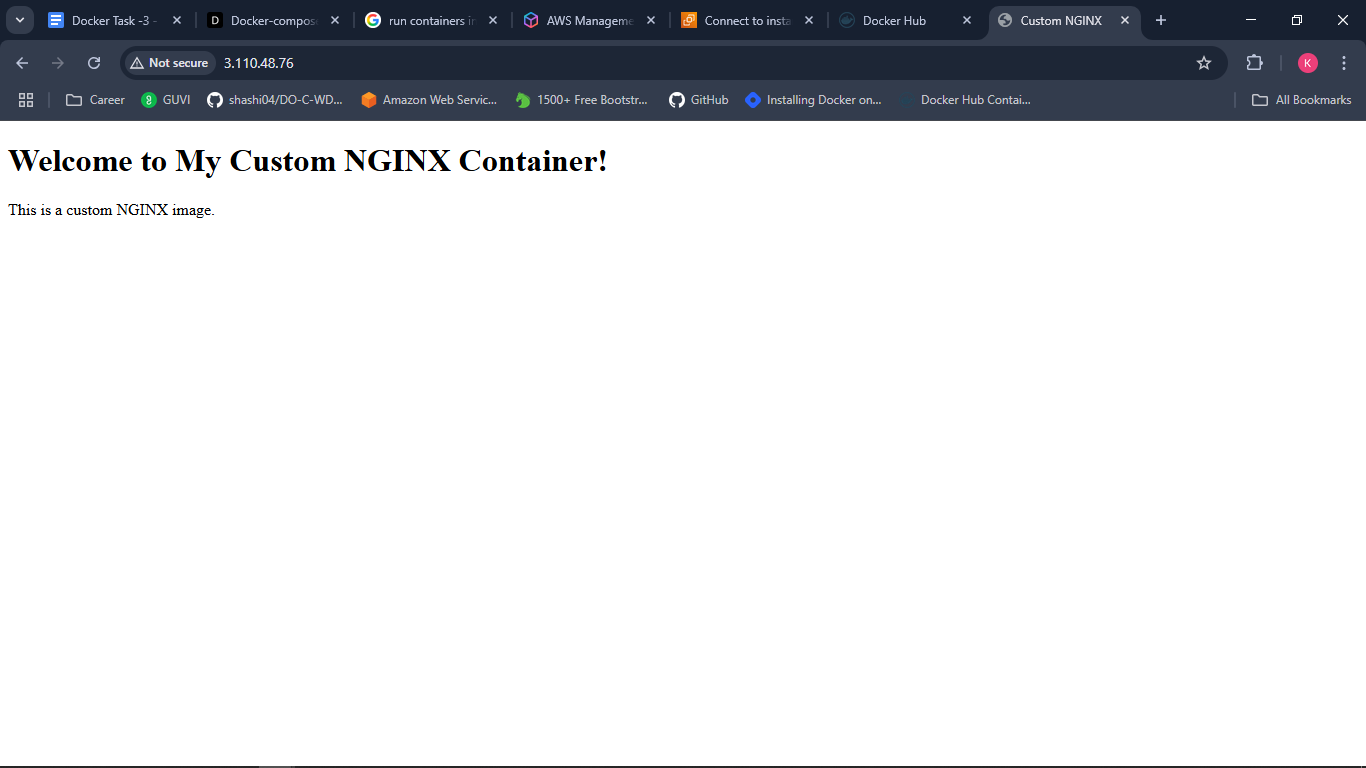 Docker Task -3 -
Docker-compose
run containers in
AWS Manageme
Connect to insta
Docker Hub
Custom NGINX
Not secure
3.110.48.76
K
Career
GUVI
shashi04/DO-C-WD...
Amazon Web Servic...
1500+ Free Bootstr...
GitHub
Installing Docker on...
Docker Hub Contai...
All Bookmarks
Welcome to My Custom NGINX Container!
This is a custom NGINX image.